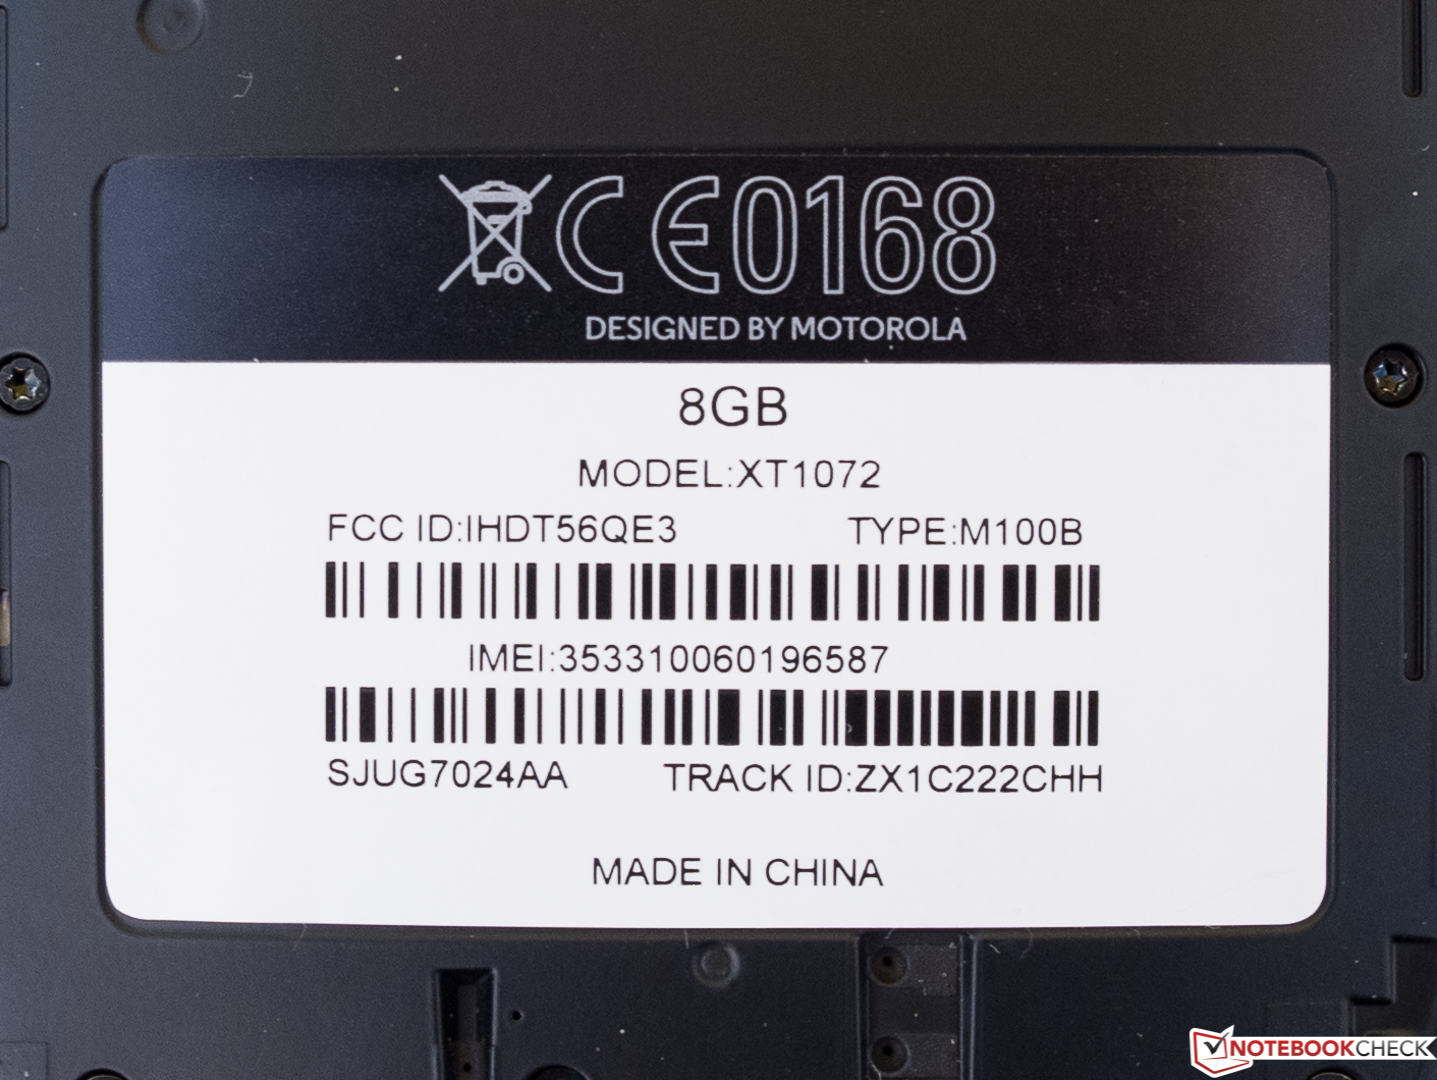 CE0168
DESIGNED BY MOTOROLA
8GB
MODEL:XT1072
FCC ID:IHDT56QE3 TYPE:M100B
IMEI:353310060196587
SJUG7024AA TRACK ID:ZX1C222CHH
MADE IN CHINA
NOTEBOOKCHECK